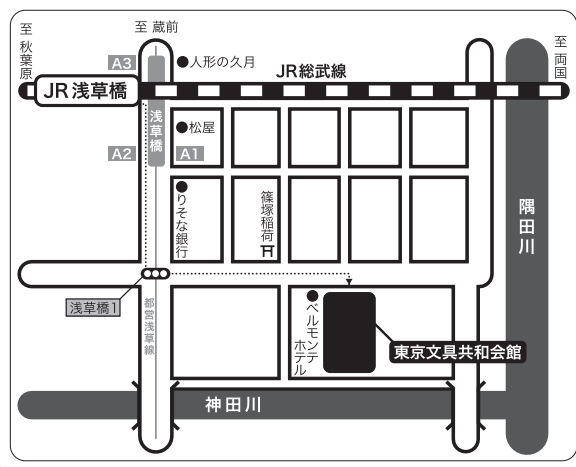 至 蔵前
至 秋葉原
至 両国
A3
●人形の久月
JR総武線
JR浅草橋
浅草橋
●松屋
A2
A1
●りそな銀行
篠塚稲荷
隅田川
浅草橋1
都営浅草線
●ベルモンテ
ホテル
東京文具共和会館
神田川